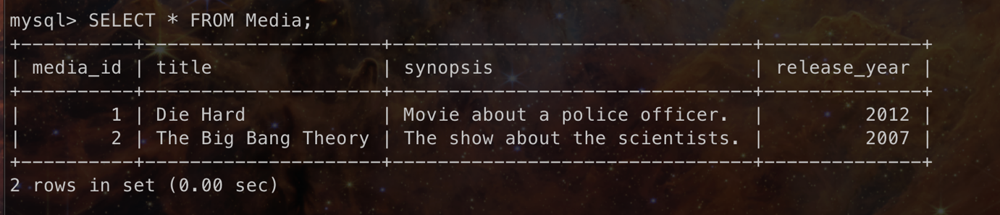 mysql> SELECT * FROM Media;
+----------+---------------------+-------------------------------+--------------+
| media_id | title               | synopsis                      | release_year |
+----------+---------------------+-------------------------------+--------------+
|        1 | Die Hard            | Movie about a police officer. |         2012 |
|        2 | The Big Bang Theory | The show about the scientists. |         2007 |
+----------+---------------------+-------------------------------+--------------+
2 rows in set (0.00 sec)